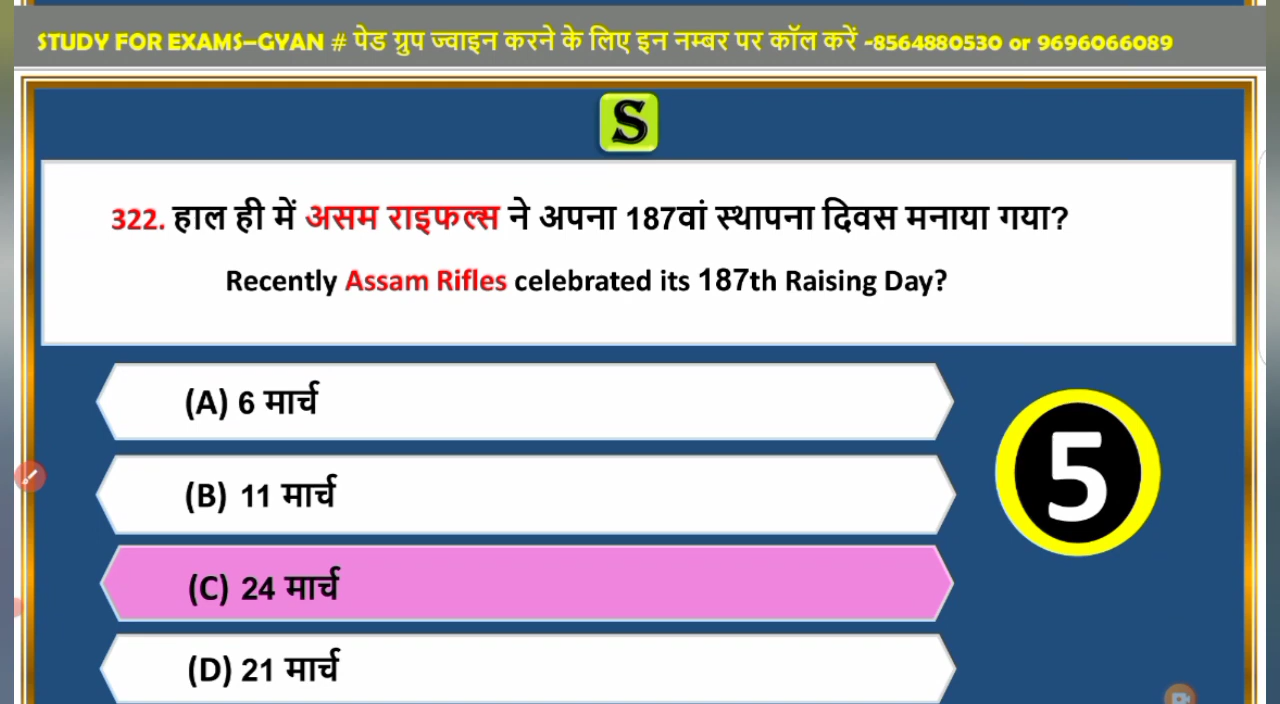 STUDY FOR EXAMS–GYAN # पेड ग्रुप ज्वाइन करने के लिए इन नम्बर पर कॉल करें -8564880530 or 9696066089
S
322. हाल ही में असम राइफल्स ने अपना 187वां स्थापना दिवस मनाया गया?
Recently Assam Rifles celebrated its 187th Raising Day?
(A) 6 मार्च
(B) 11 मार्च
5
(C) 24 मार्च
(D) 21 मार्च